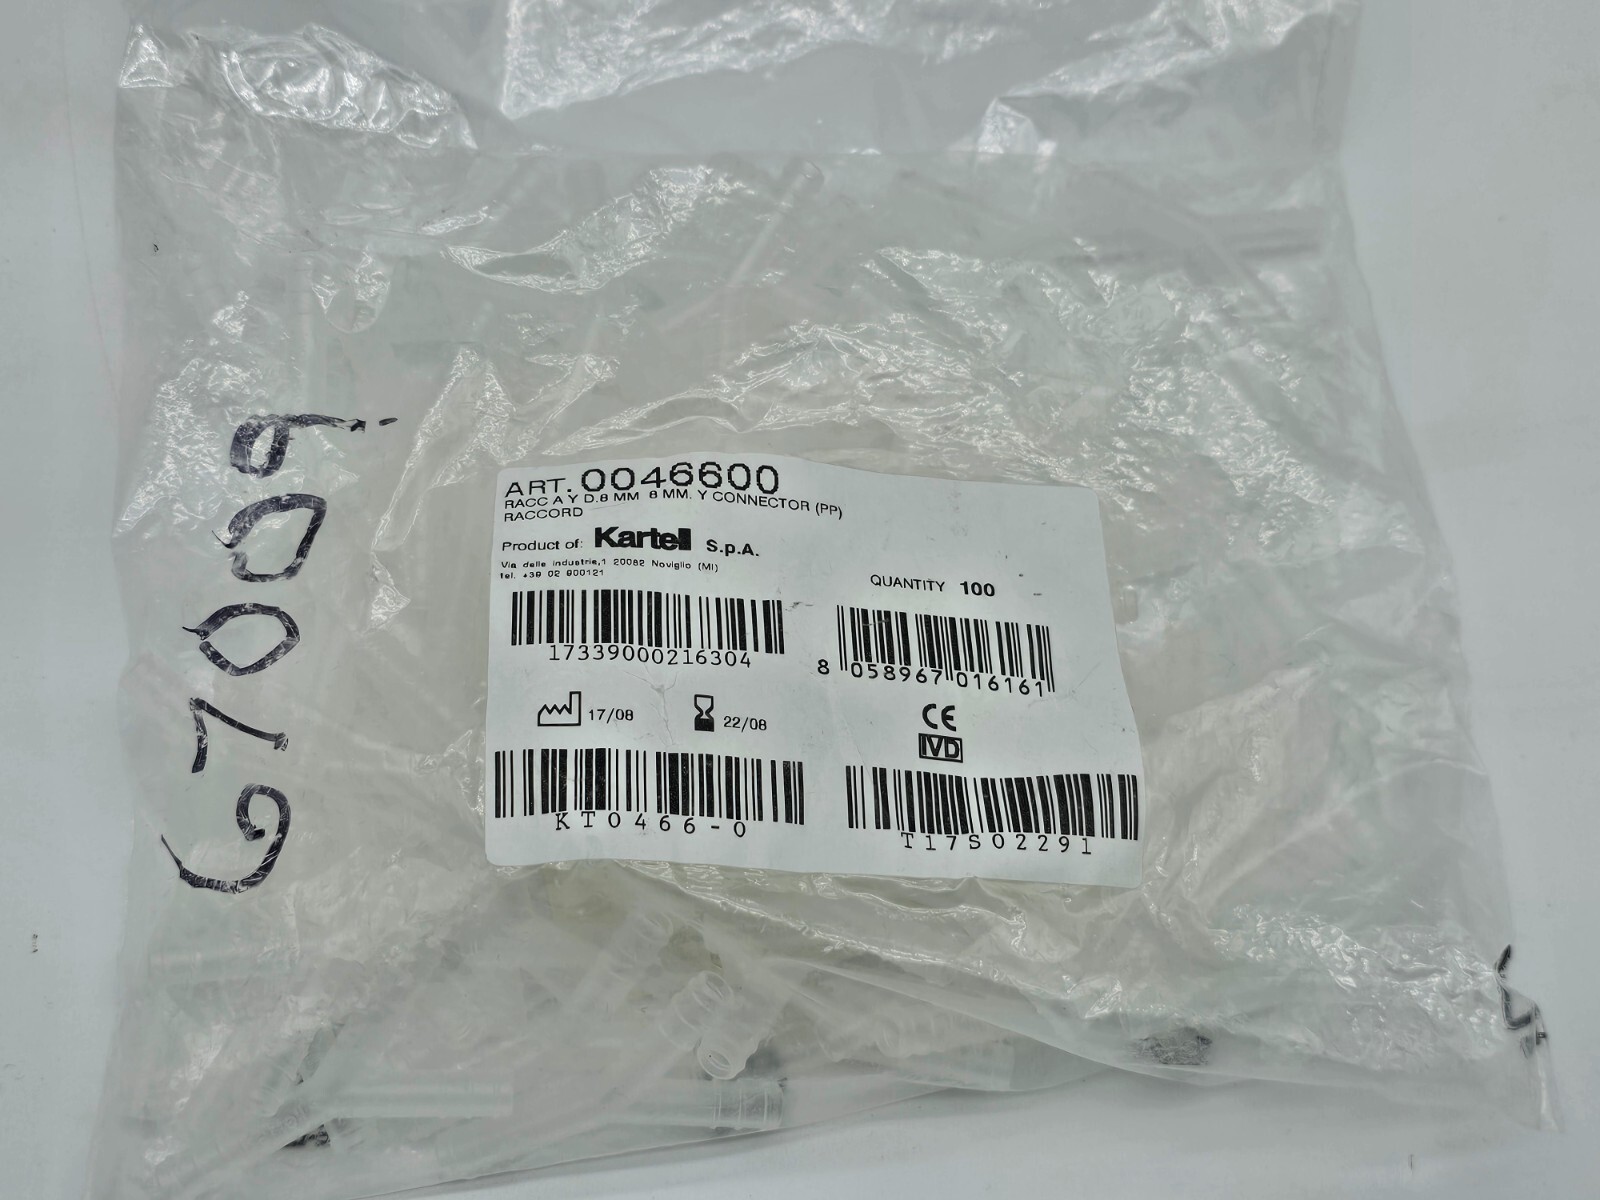 67009
ART. 0046600
RACC A Y D.8 MM 8 MM. Y CONNECTOR (PP)
RACCORD
Product of: Kartell S.p.A.
Via delle industrie,1 20082 Noviglio (MI)
tel. +39 02 900121
QUANTITY 100
17339000216304
8 058967 016161
17/08
22/08
CE
IVD
KT0466-0
T17S02291